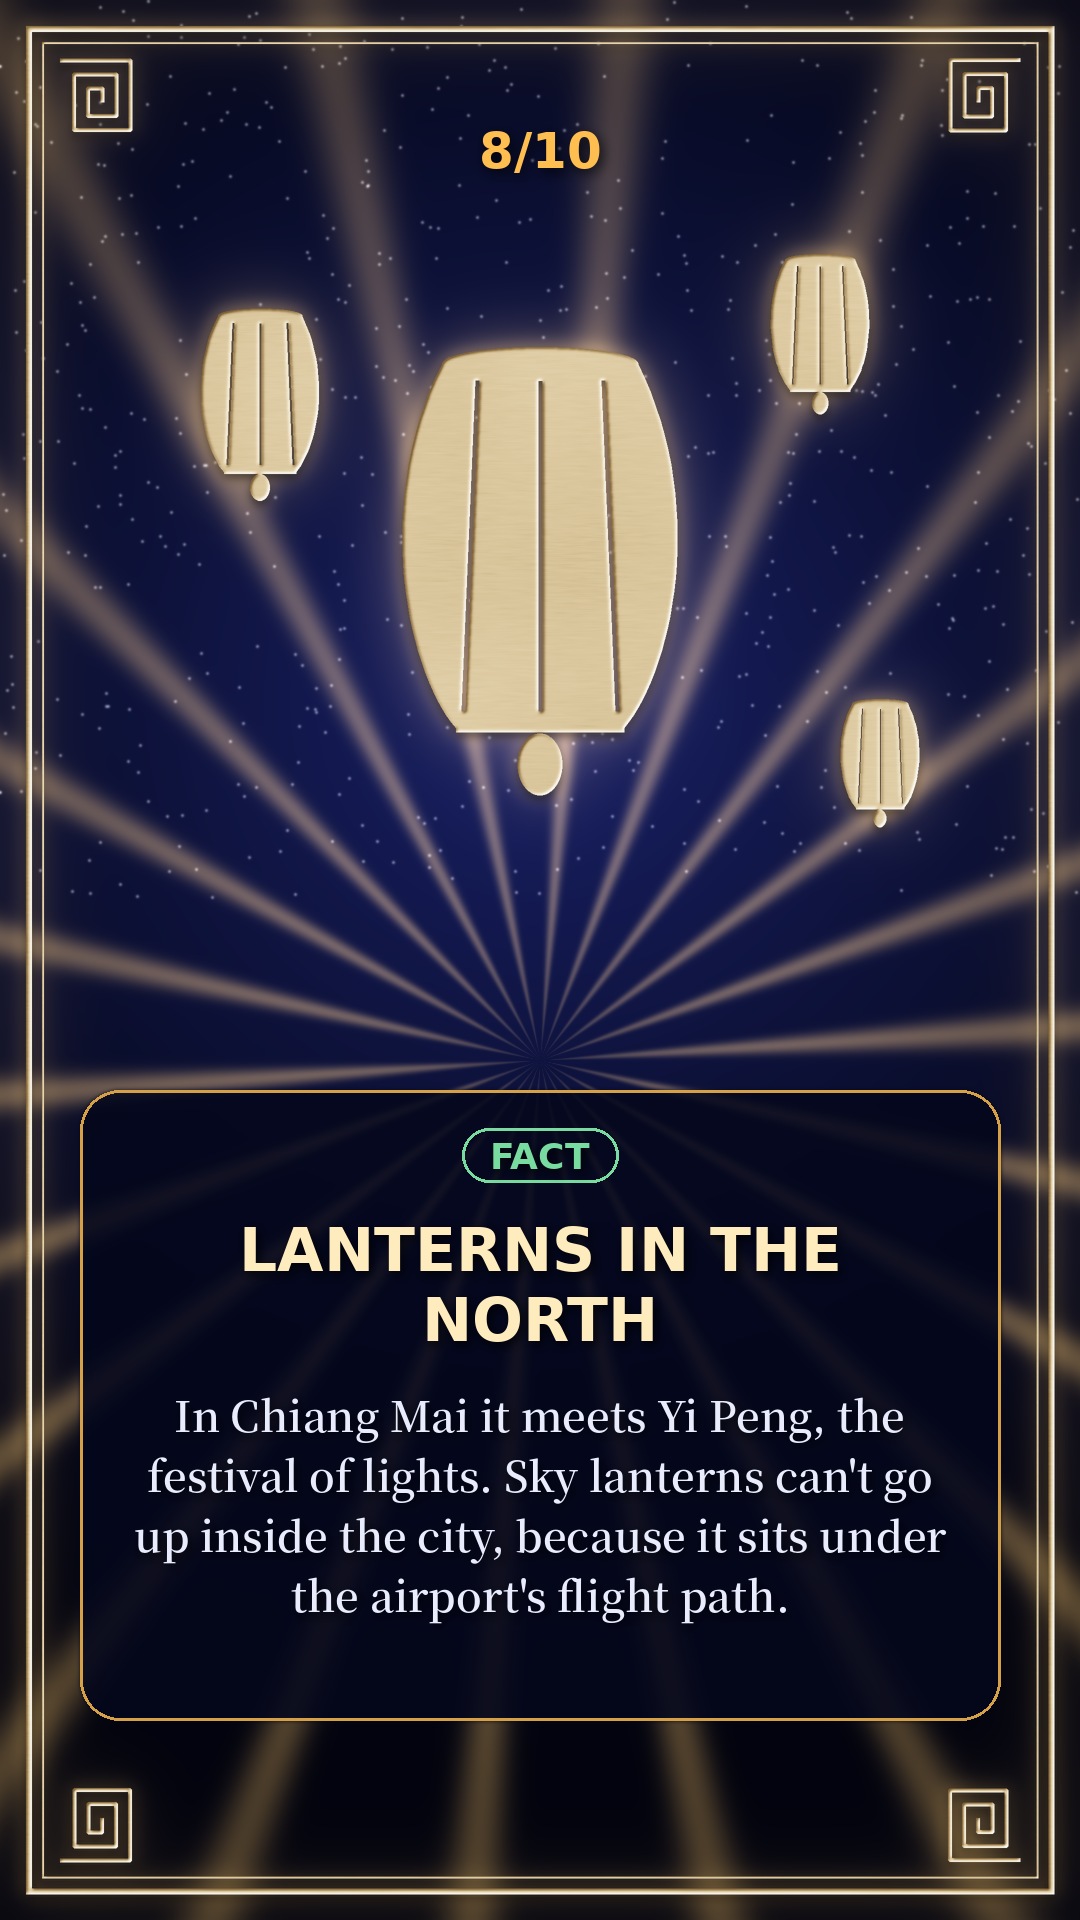 8/10
FACT
LANTERNS IN THE
NORTH
In Chiang Mai it meets Yi Peng, the
festival of lights. Sky lanterns can't go
up inside the city, because it sits under
the airport's flight path.